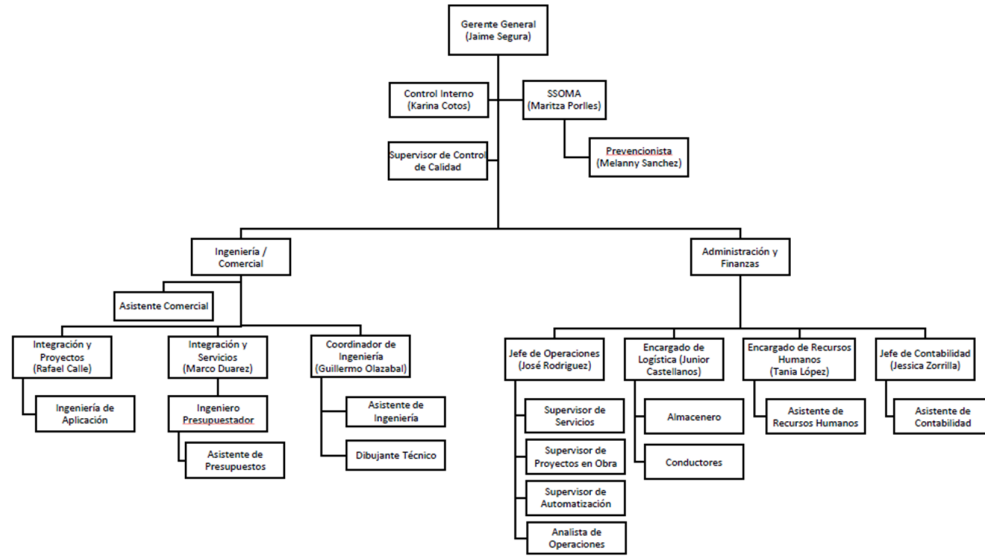 Gerente General
(Jaime Segura)
Control Interno
(Karina Cotos)
SSOMA
(Maritza Porlles)
Supervisor de Control
de Calidad
Prevencionista
(Melanny Sanchez)
Ingeniería /
Comercial
Administración y
Finanzas
Asistente Comercial
Integración y
Proyectos
(Rafael Calle)
Integración y
Servicios
(Marco Duarez)
Coordinador de
Ingeniería
(Guillermo Olazabal)
Jefe de Operaciones
(José Rodriguez)
Encargado de
Logística (Junior
Castellanos)
Encargado de Recursos
Humanos
(Tania López)
Jefe de Contabilidad
(Jessica Zorrilla)
Ingeniería de
Aplicación
Ingeniero
Presupuestador
Asistente de
Presupuestos
Asistente de
Ingeniería
Dibujante Técnico
Supervisor de
Servicios
Supervisor de
Proyectos en Obra
Supervisor de
Automatización
Analista de
Operaciones
Almacenero
Conductores
Asistente de
Recursos Humanos
Asistente de
Contabilidad